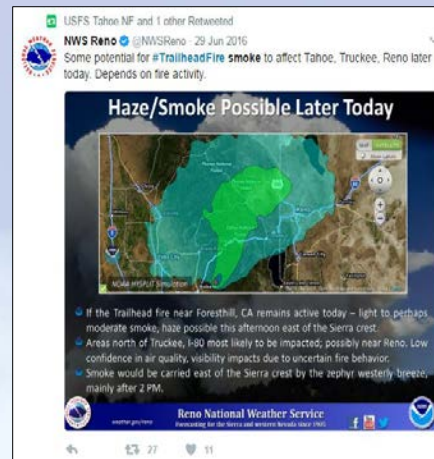 USFS Tahoe NF and 1 other Retweeted
NWS Reno @NWSReno · 29 Jun 2016
Some potential for #TrailheadFire smoke to affect Tahoe, Truckee, Reno later
today. Depends on fire activity.
Haze/Smoke Possible Later Today
NOAA HYSPLIT Simulation
If the Trailhead fire near Foresthill, CA remains active today – light to perhaps
moderate smoke, haze possible this afternoon east of the Sierra crest.
Areas north of Truckee, I-80 most likely to be impacted; possibly near Reno. Low
confidence in air quality, visibility impacts due to uncertain fire behavior.
Smoke would be carried east of the Sierra crest by the zephyr westerly breeze,
mainly after 2 PM.
Reno National Weather Service
weather.gov/reno
Forecasting for the Sierra and western Nevada since 1905
27
11